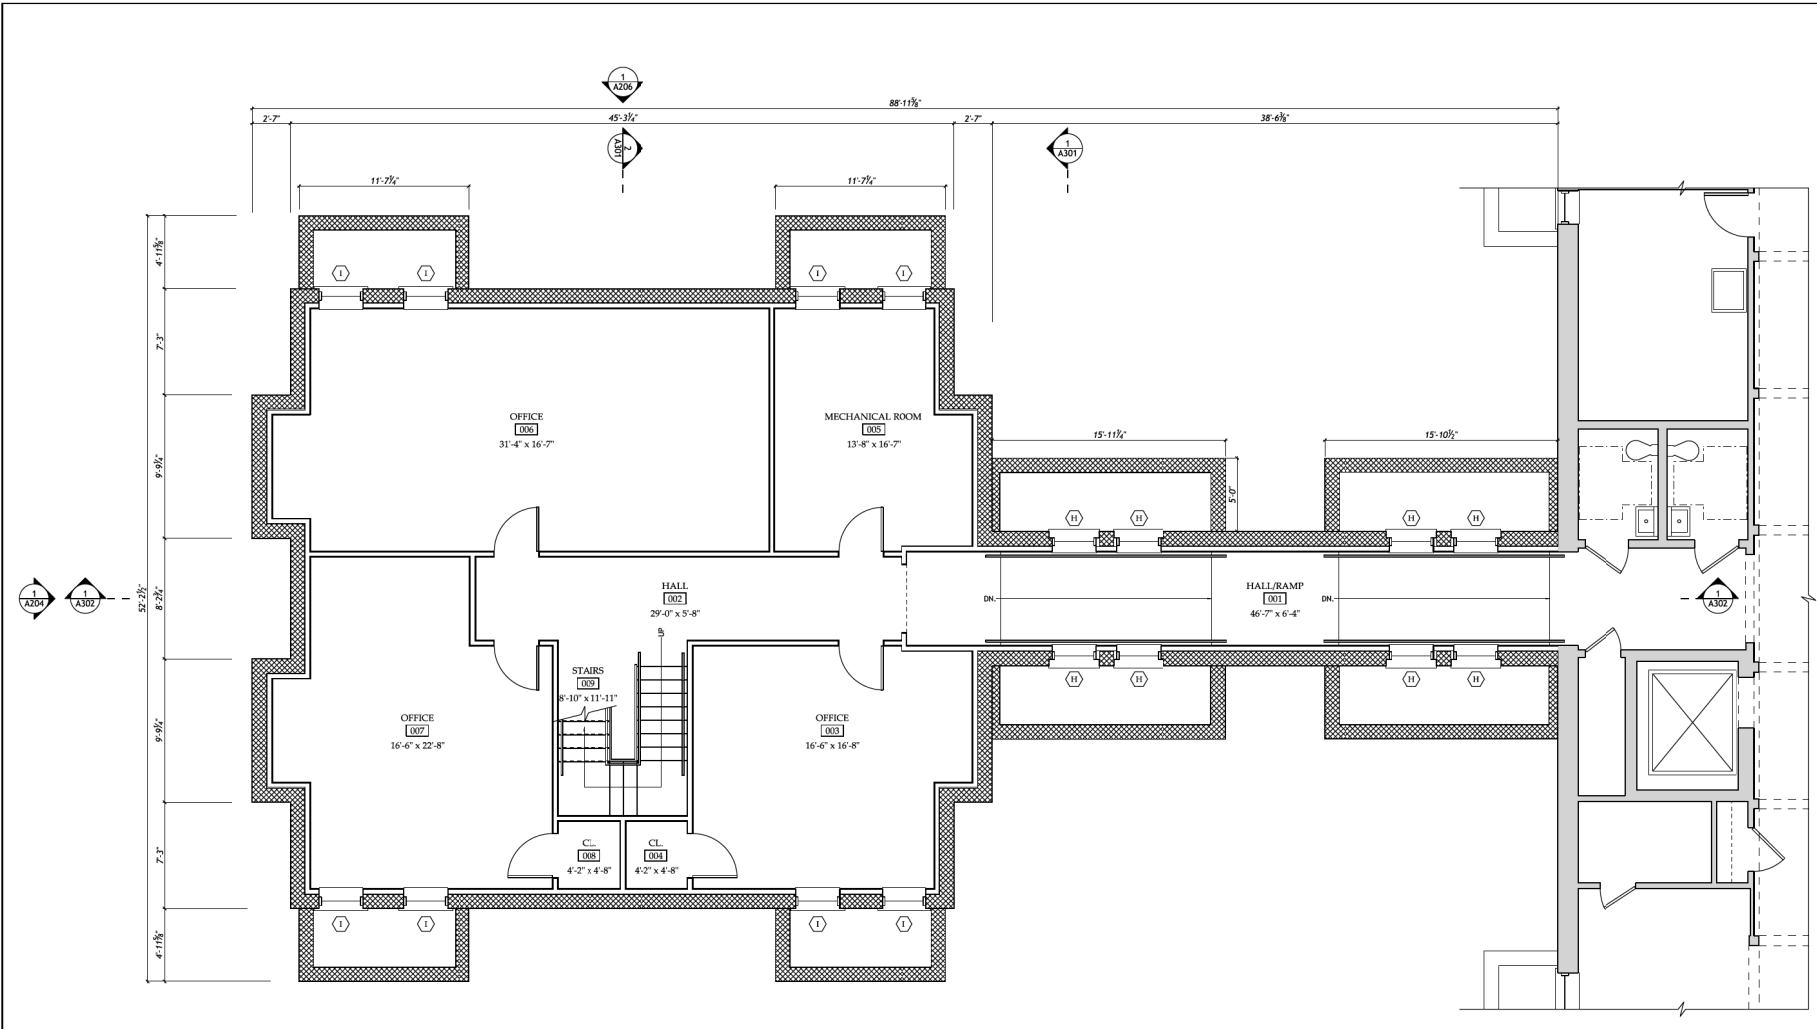 1
A206
88'-11⅝"
2'-7"
45'-3¼"
2'-7"
38'-6⅜"
2
A301
1
A301
11'-7¼"
11'-7¼"
4'-11⅝"
I
I
I
I
7'-3"
OFFICE
006
31'-4" x 16'-7"
MECHANICAL ROOM
005
13'-8" x 16'-7"
15'-11¼"
15'-10½"
9'-9¼"
5'-0"
H
H
H
H
1
A204
1
A302
52'-2½"
8'-2¾"
HALL
002
29'-0" x 5'-8"
DN.
HALL/RAMP
001
46'-7" x 6'-4"
DN.
1
A302
UP
STAIRS
009
8'-10" x 11'-11"
H
H
H
H
9'-9¼"
OFFICE
007
16'-6" x 22'-8"
OFFICE
003
16'-6" x 16'-8"
7'-3"
CL.
008
4'-2" x 4'-8"
CL.
004
4'-2" x 4'-8"
I
I
I
I
4'-11⅝"